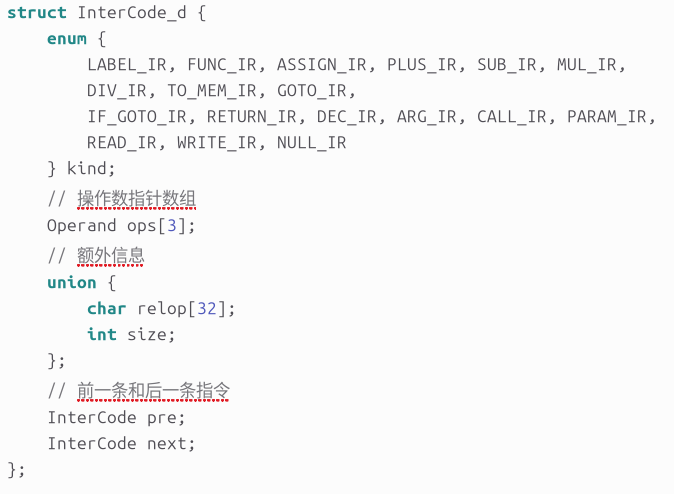 struct InterCode_d {
    enum {
        LABEL_IR, FUNC_IR, ASSIGN_IR, PLUS_IR, SUB_IR, MUL_IR,
        DIV_IR, TO_MEM_IR, GOTO_IR,
        IF_GOTO_IR, RETURN_IR, DEC_IR, ARG_IR, CALL_IR, PARAM_IR,
        READ_IR, WRITE_IR, NULL_IR
    } kind;
    // 操作数指针数组
    Operand ops[3];
    // 额外信息
    union {
        char relop[32];
        int size;
    };
    // 前一条和后一条指令
    InterCode pre;
    InterCode next;
};